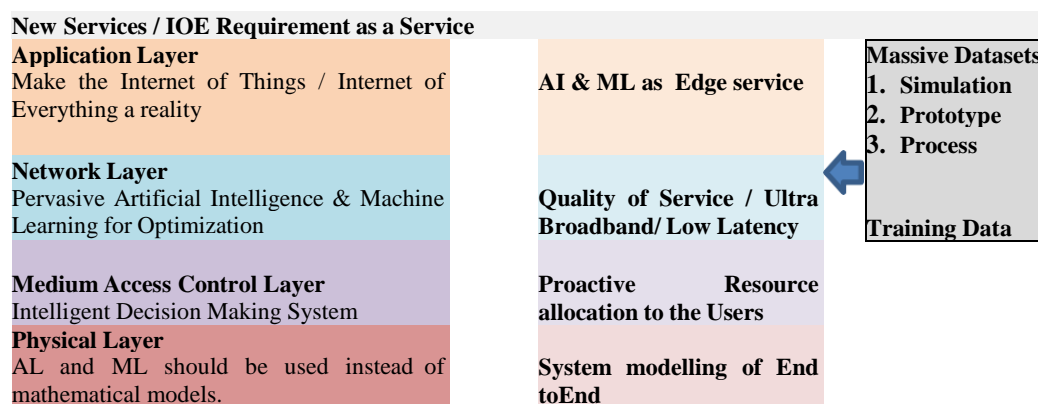 New Services / IOE Requirement as a Service
Application Layer
Make the Internet of Things / Internet of
Everything a reality
Network Layer
Pervasive Artificial Intelligence & Machine
Learning for Optimization
Medium Access Control Layer
Intelligent Decision Making System
Physical Layer
AL and ML should be used instead of
mathematical models.
AI & ML as Edge service
Quality of Service / Ultra
Broadband/ Low Latency
Proactive Resource
allocation to the Users
System modelling of End
toEnd
Massive Datasets
1. Simulation
2. Prototype
3. Process
Training Data